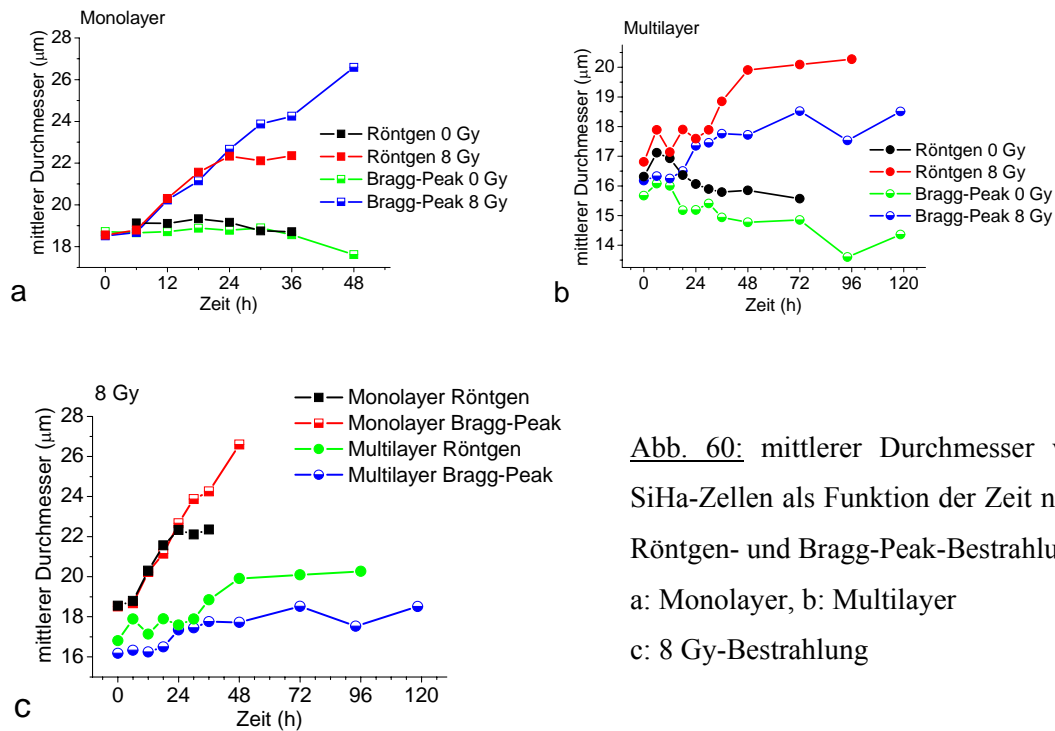 Monolayer
mittlerer Durchmesser (µm)
28
26
24
22
20
18
0 12 24 36 48
Zeit (h)
Röntgen 0 Gy
Röntgen 8 Gy
Bragg-Peak 0 Gy
Bragg-Peak 8 Gy
a
Multilayer
mittlerer Durchmesser (µm)
20
19
18
17
16
15
14
0 24 48 72 96 120
Zeit (h)
Röntgen 0 Gy
Röntgen 8 Gy
Bragg-Peak 0 Gy
Bragg-Peak 8 Gy
b
8 Gy
mittlerer Durchmesser (µm)
28
26
24
22
20
18
16
0 24 48 72 96 120
Zeit (h)
Monolayer Röntgen
Monolayer Bragg-Peak
Multilayer Röntgen
Multilayer Bragg-Peak
c
Abb. 60: mittlerer Durchmesser
SiHa-Zellen als Funktion der Zeit
Röntgen- und Bragg-Peak-Bestrahlu
a: Monolayer, b: Multilayer
c: 8 Gy-Bestrahlung